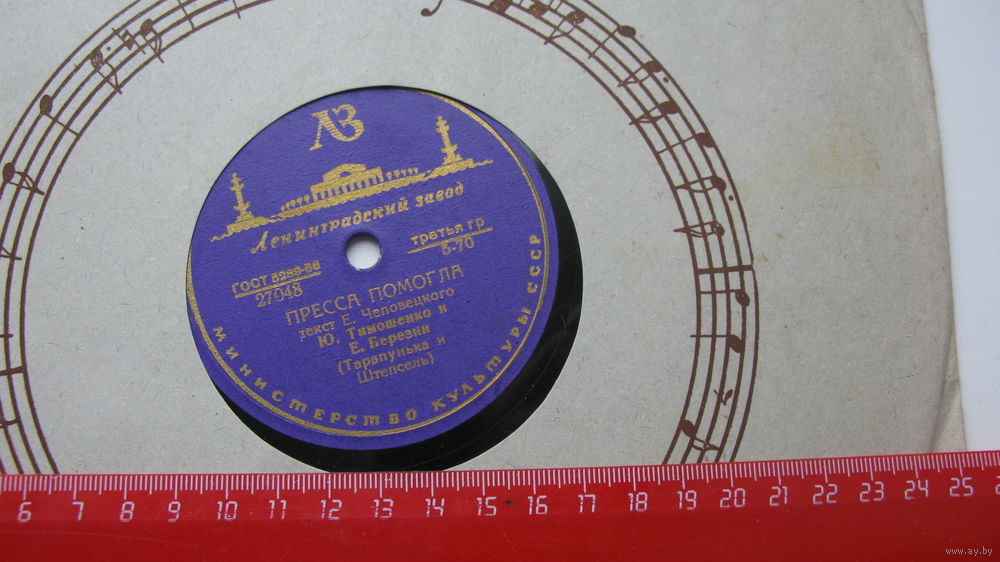 ЛЗ
Ленинградский завод
ГОСТ 5289-56
27048
третья гр
5-70
ПРЕССА ПОМОГЛА
текст Е. Чеповецкого
Ю. Тимошенко и
Е. Березин
(Тарапунька и
Штепсель)
МИНИСТЕРСТВО КУЛЬТУРЫ СССР
6 7 8 9 10 11 12 13 14 15 16 17 18 19 20 21 22 23 24 25
www.ay.by